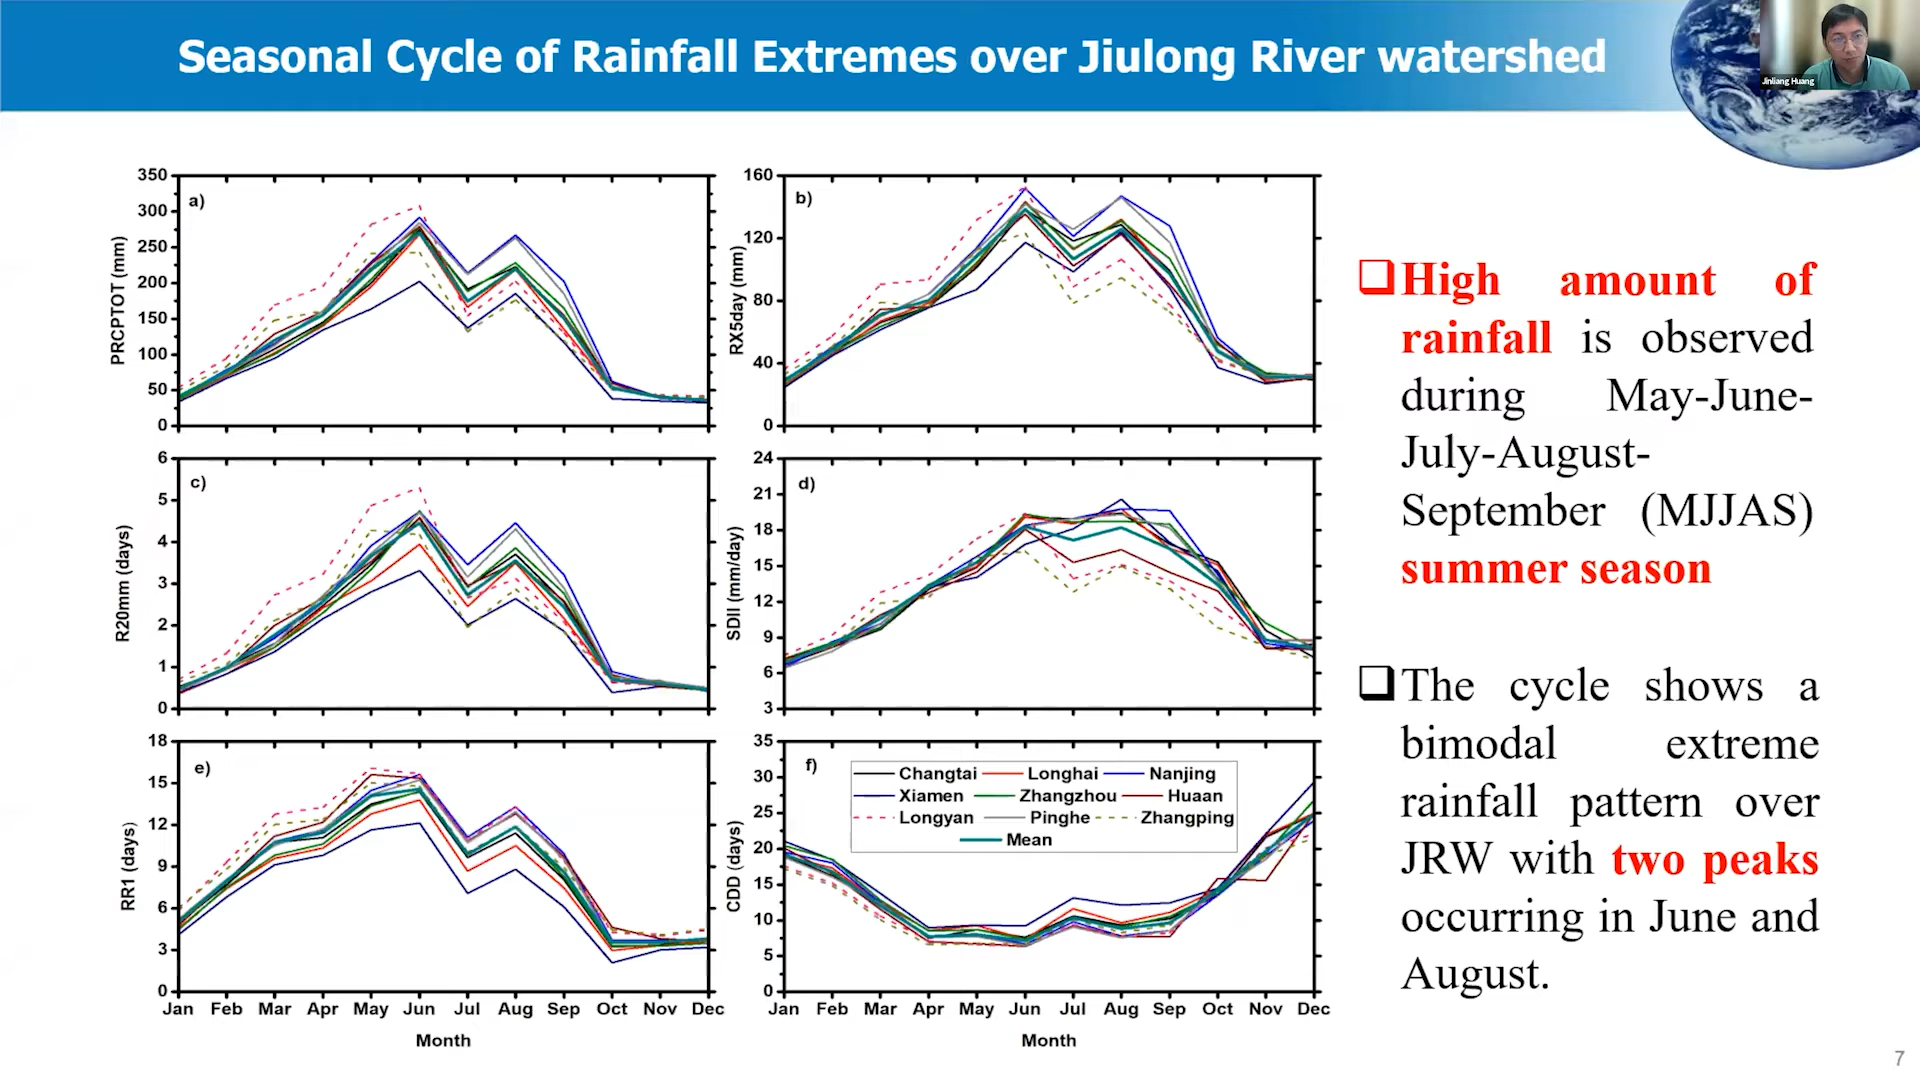 Seasonal Cycle of Rainfall Extremes over Jiulong River watershed
Jinliang Huang
350
300
250
200
150
100
50
0
PRCPTOT (mm)
a)
160
120
80
40
0
RX5day (mm)
b)
6
5
4
3
2
1
0
R20mm (days)
c)
24
21
18
15
12
9
6
3
SDII (mm/day)
d)
18
15
12
9
6
3
0
RR1 (days)
e)
Jan Feb Mar Apr May Jun Jul Aug Sep Oct Nov Dec
Month
35
30
25
20
15
10
5
0
CDD (days)
f)
Changtai Longhai Nanjing
Xiamen Zhangzhou Huaan
Longyan Pinghe Zhangping
Mean
Jan Feb Mar Apr May Jun Jul Aug Sep Oct Nov Dec
Month
❑High amount of
rainfall is observed
during May-June-
July-August-
September (MJJAS)
summer season
❑The cycle shows a
bimodal extreme
rainfall pattern over
JRW with two peaks
occurring in June and
August.
7